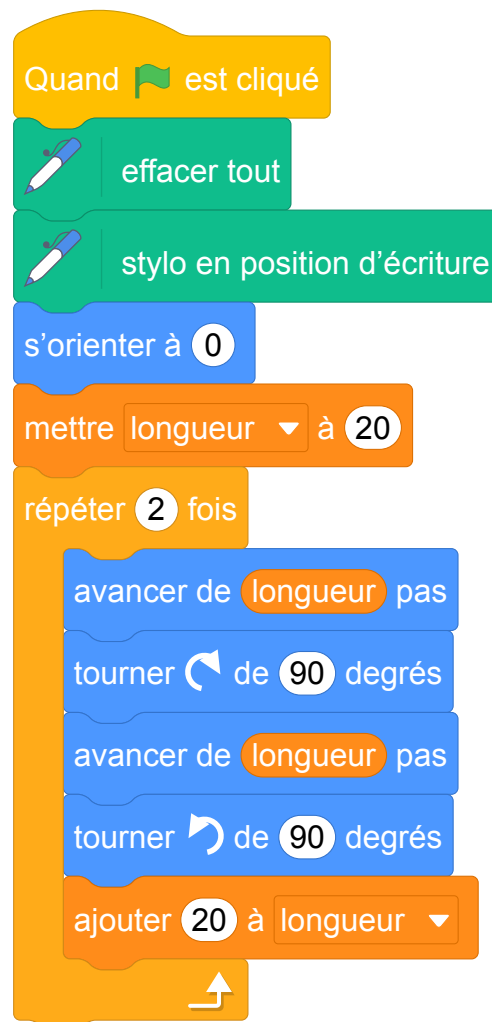 Quand est cliqué
effacer tout
stylo en position d’écriture
s’orienter à 0
mettre longueur à 20
répéter 2 fois
avancer de longueur pas
tourner de 90 degrés
avancer de longueur pas
tourner de 90 degrés
ajouter 20 à longueur